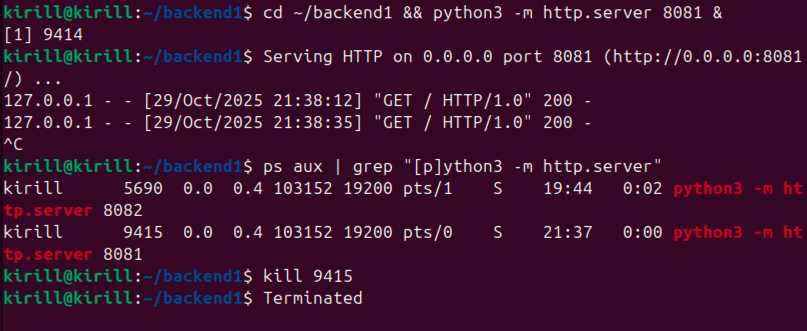 kirill@kirill:~/backend1$ cd ~/backend1 && python3 -m http.server 8081 &
[1] 9414
kirill@kirill:~/backend1$ Serving HTTP on 0.0.0.0 port 8081 (http://0.0.0.0:8081
/) ...
127.0.0.1 - - [29/Oct/2025 21:38:12] "GET / HTTP/1.0" 200 -
127.0.0.1 - - [29/Oct/2025 21:38:35] "GET / HTTP/1.0" 200 -
^C
kirill@kirill:~/backend1$ ps aux | grep "[p]ython3 -m http.server"
kirill      5690  0.0  0.4 103152 19200 pts/1    S    19:44   0:02 python3 -m ht
tp.server 8082
kirill      9415  0.0  0.4 103152 19200 pts/0    S    21:37   0:00 python3 -m ht
tp.server 8081
kirill@kirill:~/backend1$ kill 9415
kirill@kirill:~/backend1$ Terminated